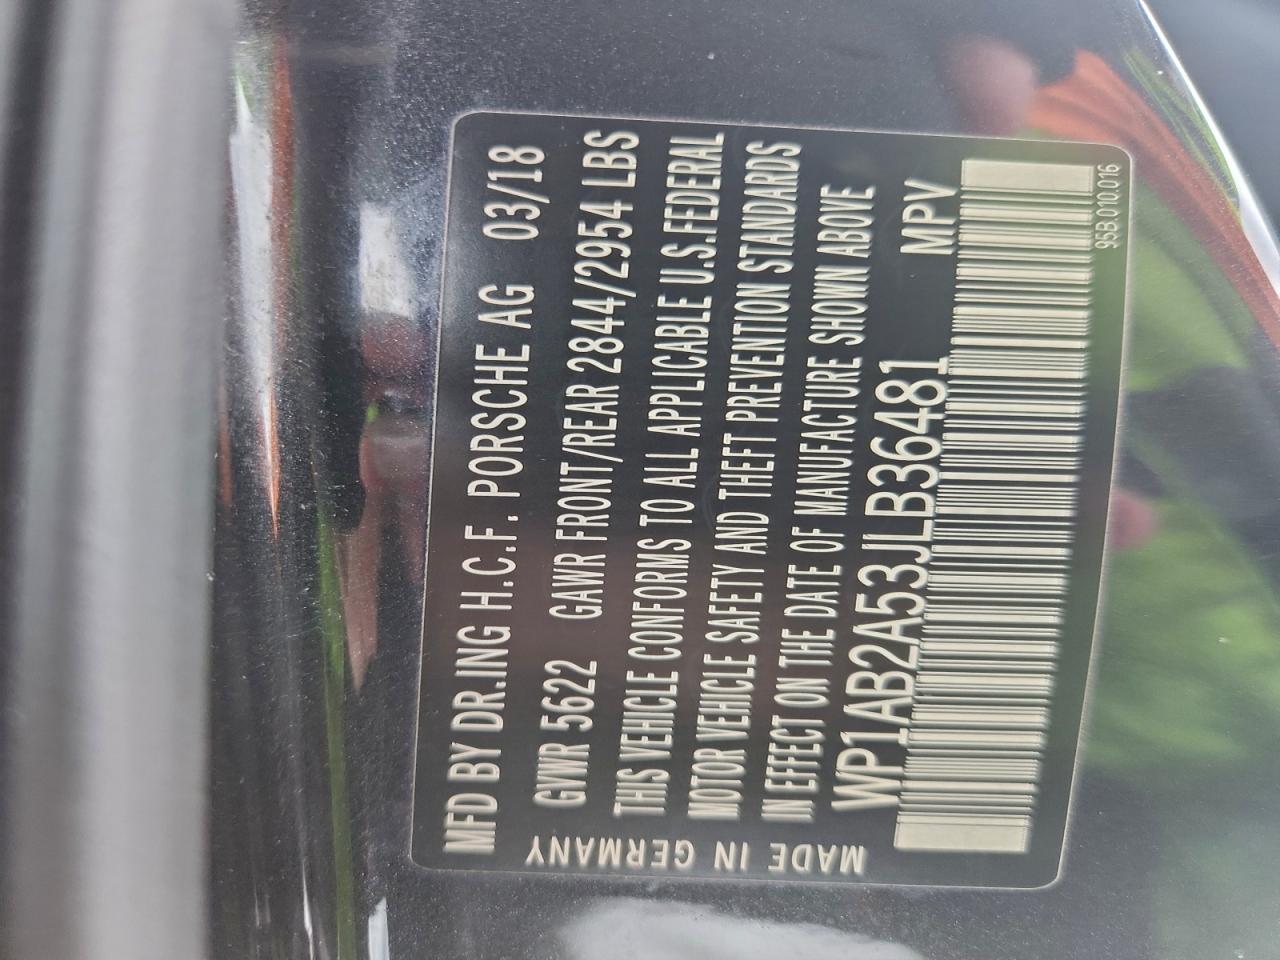 MFD BY DR.ING H.C.F. PORSCHE AG 03/18
GVWR 5622 GAWR FRONT/REAR 2844/2954 LBS
THIS VEHICLE CONFORMS TO ALL APPLICABLE U.S.FEDERAL
MOTOR VEHICLE SAFETY AND THEFT PREVENTION STANDARDS
IN EFFECT ON THE DATE OF MANUFACTURE SHOWN ABOVE
WP1AB2A53JLB36481 MPV
95B.010.016
MADE IN GERMANY